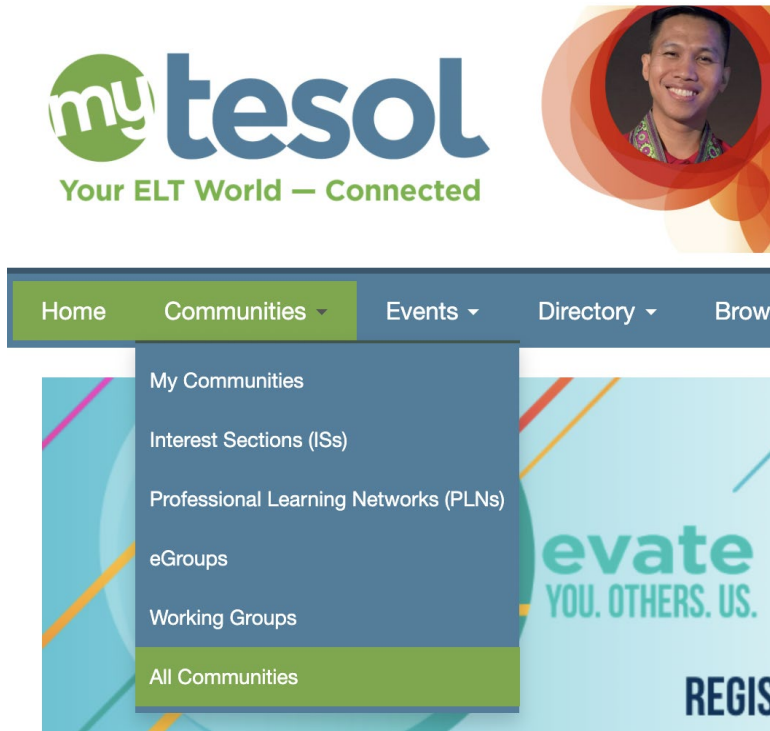 my tesol
Your ELT World — Connected
Home Communities Events Directory Brow
My Communities
Interest Sections (ISs)
Professional Learning Networks (PLNs)
eGroups
Working Groups
All Communities
evate
YOU. OTHERS. US.
REGIS